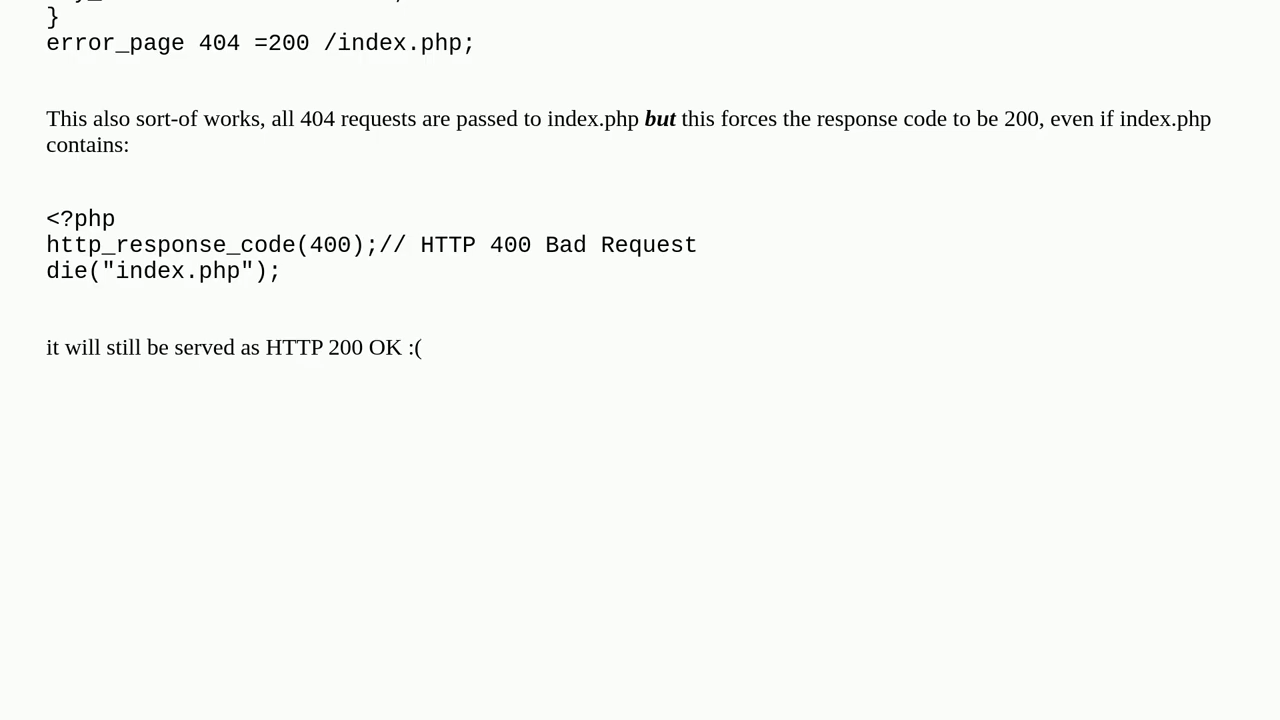 }
error_page 404 =200 /index.php;
This also sort-of works, all 404 requests are passed to index.php but this forces the response code to be 200, even if index.php
contains:
<?php
http_response_code(400);// HTTP 400 Bad Request
die("index.php");
it will still be served as HTTP 200 OK :(